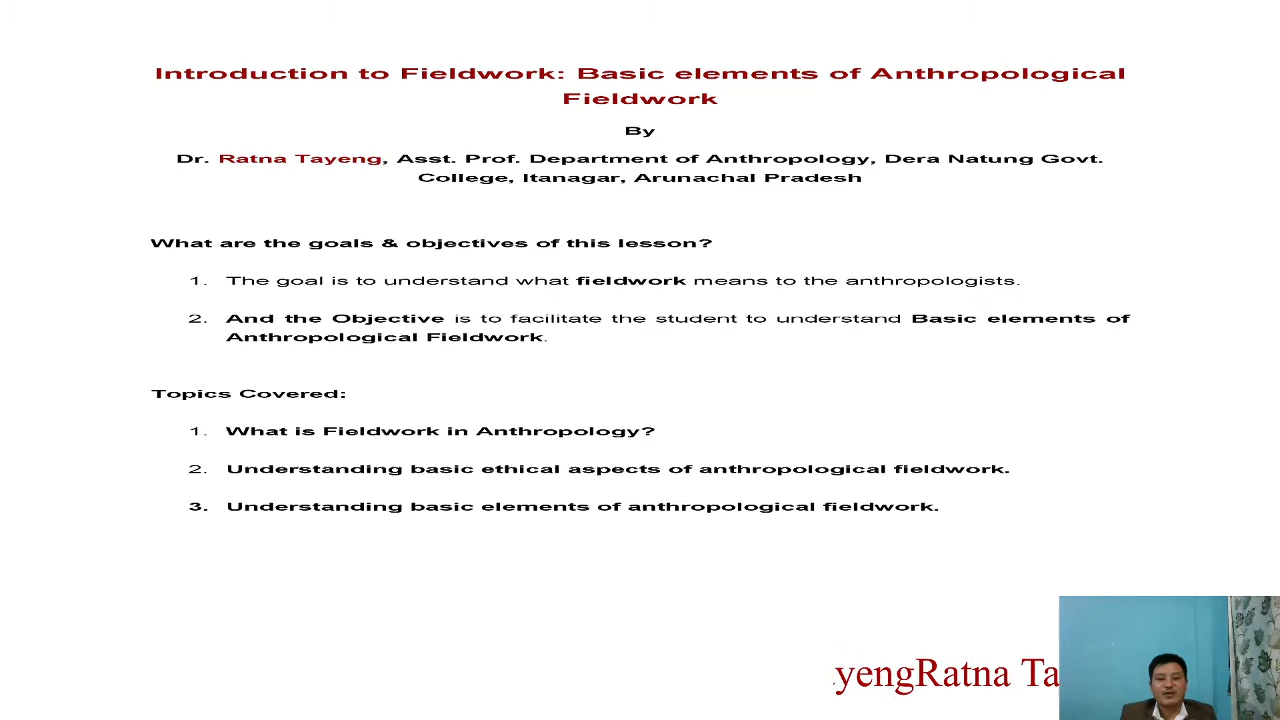 Introduction to Fieldwork: Basic elements of Anthropological
Fieldwork
By
Dr. Ratna Tayeng, Asst. Prof. Department of Anthropology, Dera Natung Govt.
College, Itanagar, Arunachal Pradesh
What are the goals & objectives of this lesson?
1. The goal is to understand what fieldwork means to the anthropologists.
2. And the Objective is to facilitate the student to understand Basic elements of
Anthropological Fieldwork.
Topics Covered:
1. What is Fieldwork in Anthropology?
2. Understanding basic ethical aspects of anthropological fieldwork.
3. Understanding basic elements of anthropological fieldwork.
yengRatna Ta